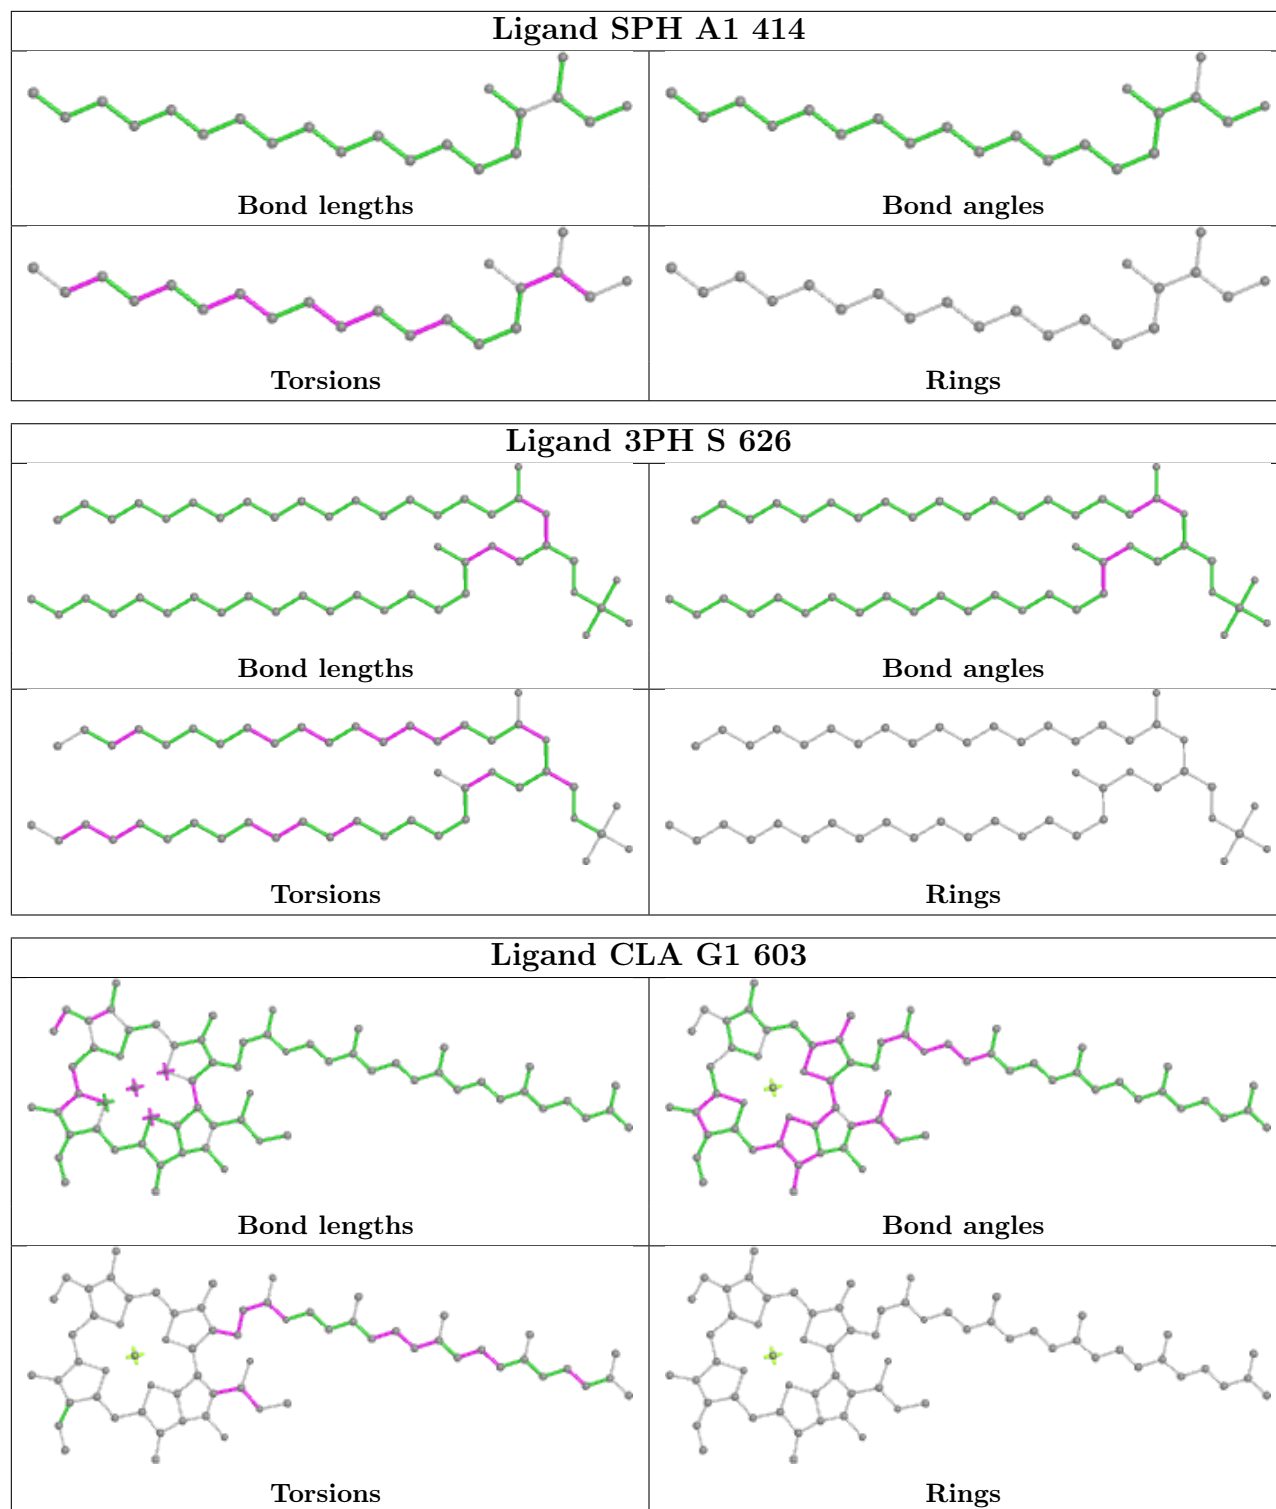 Ligand SPH A1 414
Bond lengths
Bond angles
Torsions
Rings
Ligand 3PH S 626
Bond lengths
Bond angles
Torsions
Rings
Ligand CLA G1 603
Bond lengths
Bond angles
Torsions
Rings